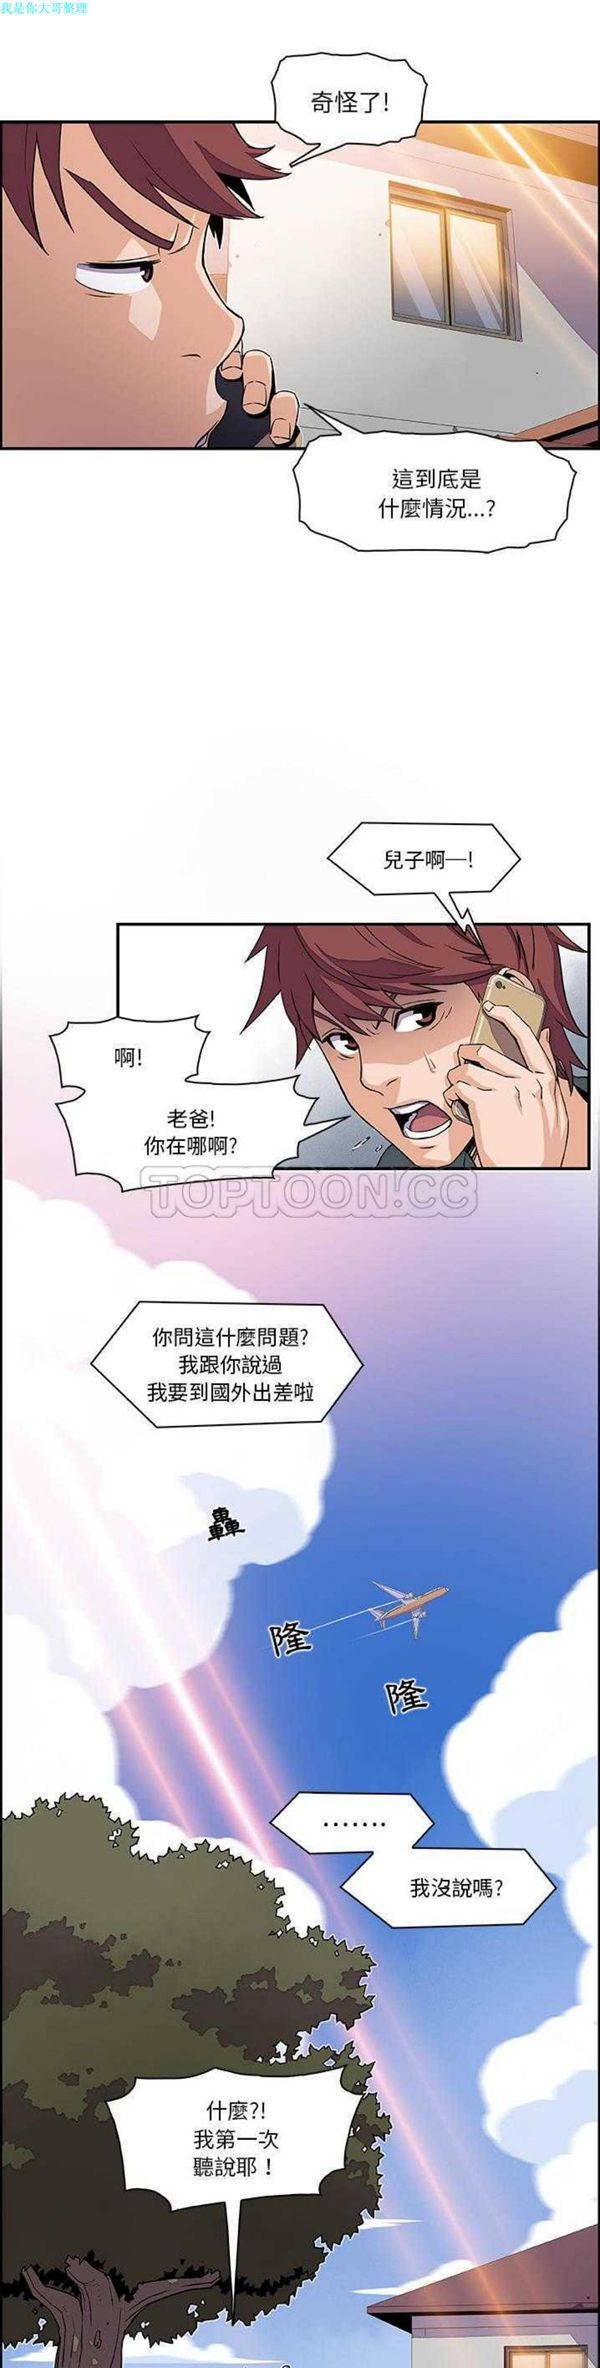 我是你大哥整理
奇怪了!
這到底是
什麼情況...?
兒子啊—!
啊!
老爸!
你在哪啊?
TOPTOON.CC
你問這什麼問題?
我跟你說過
我要到國外出差啦
轟
隆
隆
.......
我沒說嗎?
什麼?!
我第一次
聽說耶！